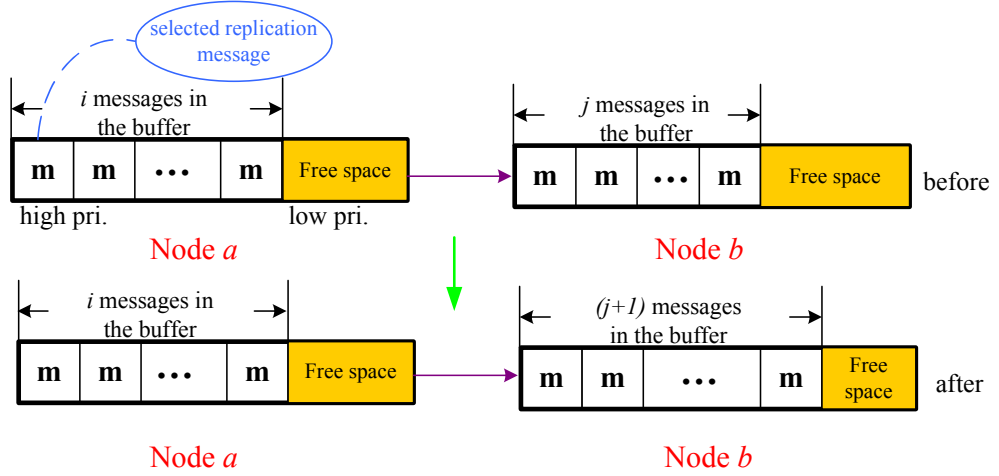 selected replication
message
i messages in
the buffer
j messages in
the buffer
m m ••• m Free space
m m ••• m Free space
before
high pri. low pri.
Node a
Node b
i messages in
the buffer
(j+1) messages
in the buffer
m m ••• m Free space
m m ••• m Free
space
after
Node a
Node b